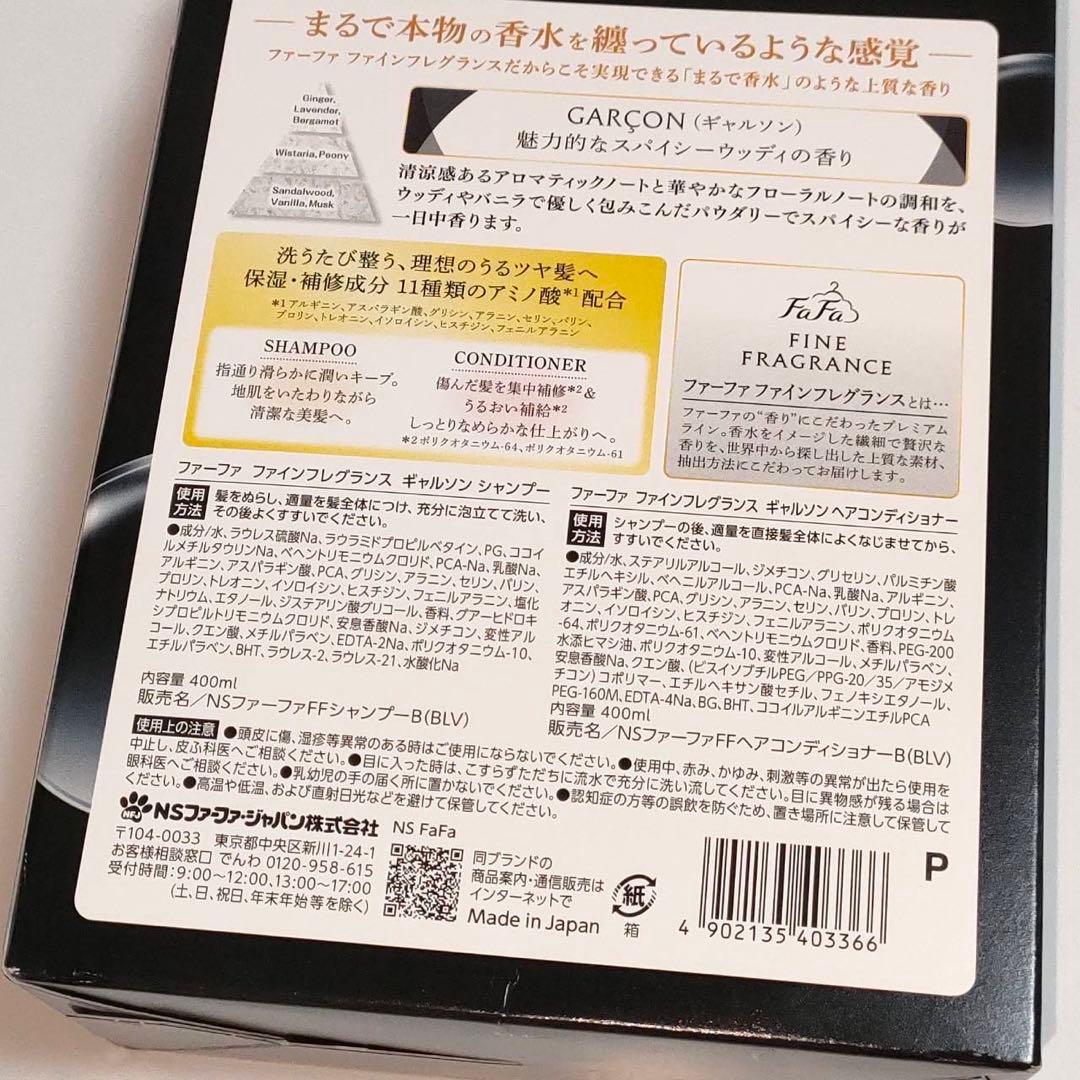 まるで本物の香水を纏っているような感覚
ファーファ ファインフレグランスだからこそ実現できる「まるで香水」のような上質な香り
Ginger,
Lavender,
Bergamot
Wistaria, Peony
Sandalwood,
Vanilla, Musk
GARÇON（ギャルソン）
魅力的なスパイシーウッディの香り
清涼感あるアロマティックノートと華やかなフローラルノートの調和を、
ウッディやバニラで優しく包みこんだパウダリーでスパイシーな香りが
一日中香ります。
洗うたび整う、理想のうるツヤ髪へ
保湿・補修成分 11種類のアミノ酸*1配合
*1 アルギニン、アスパラギン酸、グリシン、アラニン、セリン、バリン、
プロリン、トレオニン、イソロイシン、ヒスチジン、フェニルアラニン
SHAMPOO
指通り滑らかに潤いキープ。
地肌をいたわりながら
清潔な美髪へ。
CONDITIONER
傷んだ髪を集中補修*2＆
うるおい補給*2
しっとりなめらかな仕上がりへ。
*2 ポリクオタニウム-64、ポリクオタニウム-61
FaFa
FINE
FRAGRANCE
ファーファ ファインフレグランスとは…
ファーファの“香り”にこだわったプレミアム
ライン。香水をイメージした繊細で贅沢な
香りを、世界中から探し出した上質な素材、
抽出方法にこだわってお届けします。
ファーファ ファインフレグランス ギャルソン シャンプー
使用方法 髪をぬらし、適量を髪全体につけ、充分に泡立てて洗い、
その後よくすすいでください。
●成分/水、ラウレス硫酸Na、ラウラミドプロピルベタイン、PG、ココイ
ルメチルタウリンNa、ベヘントリモニウムクロリド、PCA-Na、乳酸Na、
アルギニン、アスパラギン酸、PCA、グリシン、アラニン、セリン、バリン、
プロリン、トレオニン、イソロイシン、ヒスチジン、フェニルアラニン、塩化
ナトリウム、エタノール、ジステアリン酸グリコール、香料、グアーヒドロキ
シプロピルトリモニウムクロリド、安息香酸Na、ジメチコン、変性アル
コール、クエン酸、メチルパラベン、EDTA-2Na、ポリクオタニウム-10、
エチルパラベン、BHT、ラウレス-2、ラウレス-21、水酸化Na
内容量 400ml
販売名／NSファーファFFシャンプーB（BLV）
ファーファ ファインフレグランス ギャルソン ヘアコンディショナー
使用方法 シャンプーの後、適量を直接髪全体によくなじませてから、
すすいでください。
●成分/水、ステアリルアルコール、ジメチコン、グリセリン、パルミチン酸
エチルヘキシル、ベヘニルアルコール、PCA-Na、乳酸Na、アルギニン、
アスパラギン酸、PCA、グリシン、アラニン、セリン、バリン、プロリン、トレ
オニン、イソロイシン、ヒスチジン、フェニルアラニン、ポリクオタニウム
-64、ポリクオタニウム-61、ベヘントリモニウムクロリド、香料、PEG-200
水添ヒマシ油、ポリクオタニウム-10、変性アルコール、メチルパラベン、
安息香酸Na、クエン酸、（ビスイソブチルPEG／PPG-20／35／アモジメ
チコン）コポリマー、エチルヘキサン酸セチル、フェノキシエタノール、
PEG-160M、EDTA-4Na、BG、BHT、ココイルアルギニンエチルPCA
内容量 400ml
販売名／NSファーファFFヘアコンディショナーB（BLV）
使用上の注意 ●頭皮に傷、湿疹等異常のある時はご使用にならないでください。●使用中、赤み、かゆみ、刺激等の異常が出たら使用を
中止し、皮ふ科医へご相談ください。●目に入った時は、こすらずただちに流水で充分に洗い流してください。目に異物感が残る場合は
眼科医へご相談ください。●乳幼児の手の届く所に置かないでください。●認知症の方等の誤飲を防ぐため、置き場所に注意して保管して
ください。●高温や低温、および直射日光などを避けて保管してください。
NFJ NSファーファ・ジャパン株式会社 NS FaFa
〒104-0033 東京都中央区新川1-24-1
お客様相談窓口 でんわ 0120-958-615
受付時間：9:00～12:00、13:00～17:00
（土、日、祝日、年末年始等を除く）
同ブランドの
商品案内・通信販売は
インターネットで
Made in Japan
紙
箱
P
4 902135 403366